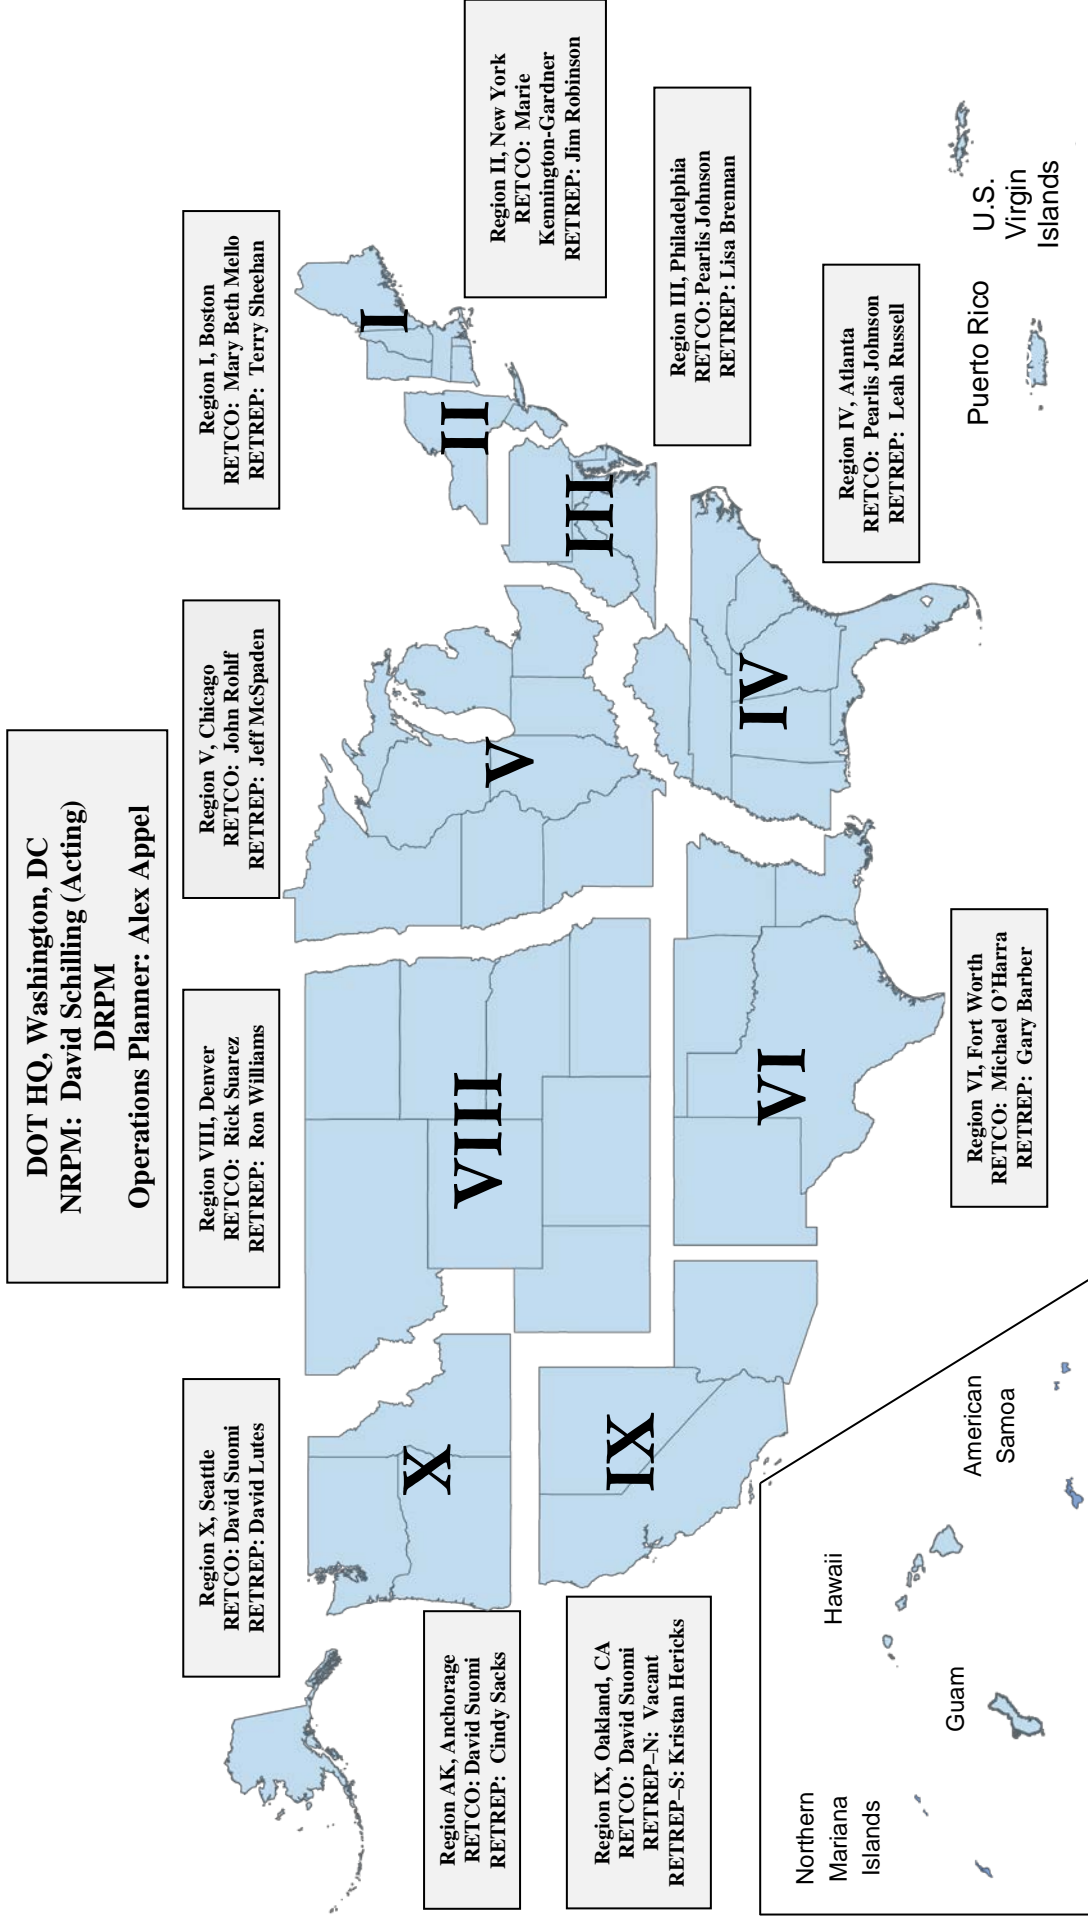 DOT HQ, Washington, DC
NRPM:  David Schilling (Acting)
DRPM
Operations Planner: Alex Appel
Region X, Seattle
RETCO: David Suomi
RETREP: David Lutes
Region VIII, Denver
RETCO:  Rick Suarez
RETREP:  Ron Williams
Region V, Chicago
RETCO:  John Rohlf
RETREP:  Jeff McSpaden
Region I, Boston
RETCO:  Mary Beth Mello
RETREP:  Terry Sheehan
Region II, New York
RETCO:  Marie
Kennington-Gardner
RETREP: Jim Robinson
Region III, Philadelphia
RETCO: Pearlis Johnson
RETREP: Lisa Brennan
Region IV, Atlanta
RETCO:  Pearlis Johnson
RETREP:  Leah Russell
Region VI, Fort Worth
RETCO:  Michael O’Harra
RETREP:  Gary Barber
Region AK, Anchorage
RETCO: David Suomi
RETREP:  Cindy Sacks
Region IX, Oakland, CA
RETCO:  David Suomi
RETREP–N:  Vacant
RETREP–S: Kristan Hericks
I
II
III
IV
V
VI
VIII
IX
X
Northern
Mariana
Islands
Guam
Hawaii
American
Samoa
Puerto Rico
U.S.
Virgin
Islands